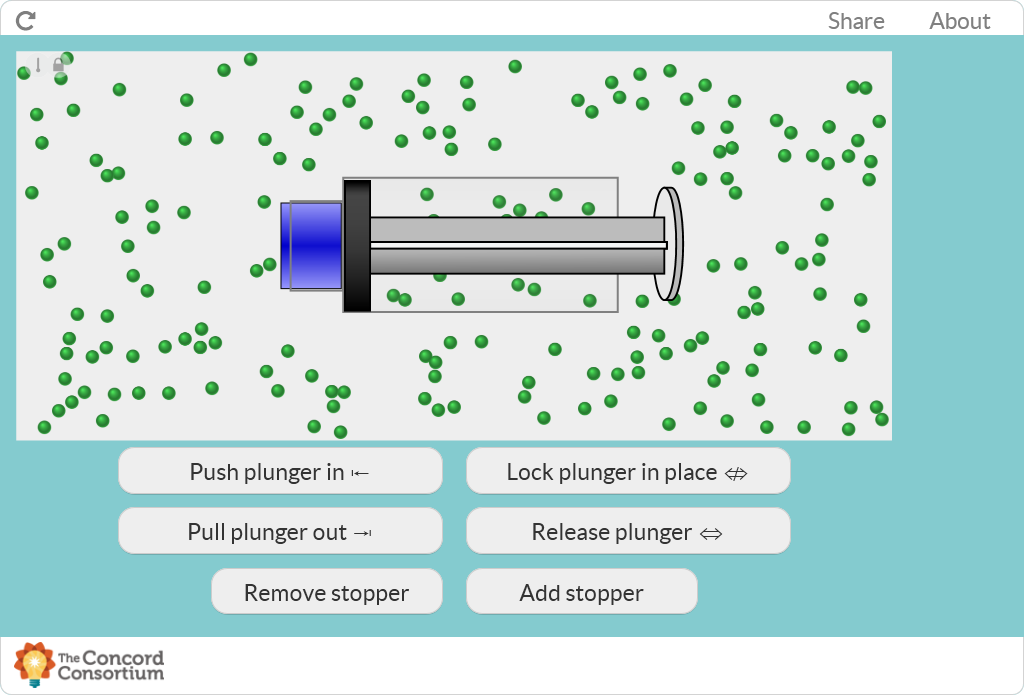 Share About
Push plunger in ⇤
Lock plunger in place ⇎
Pull plunger out ⇥
Release plunger ⇔
Remove stopper
Add stopper
The Concord
Consortium